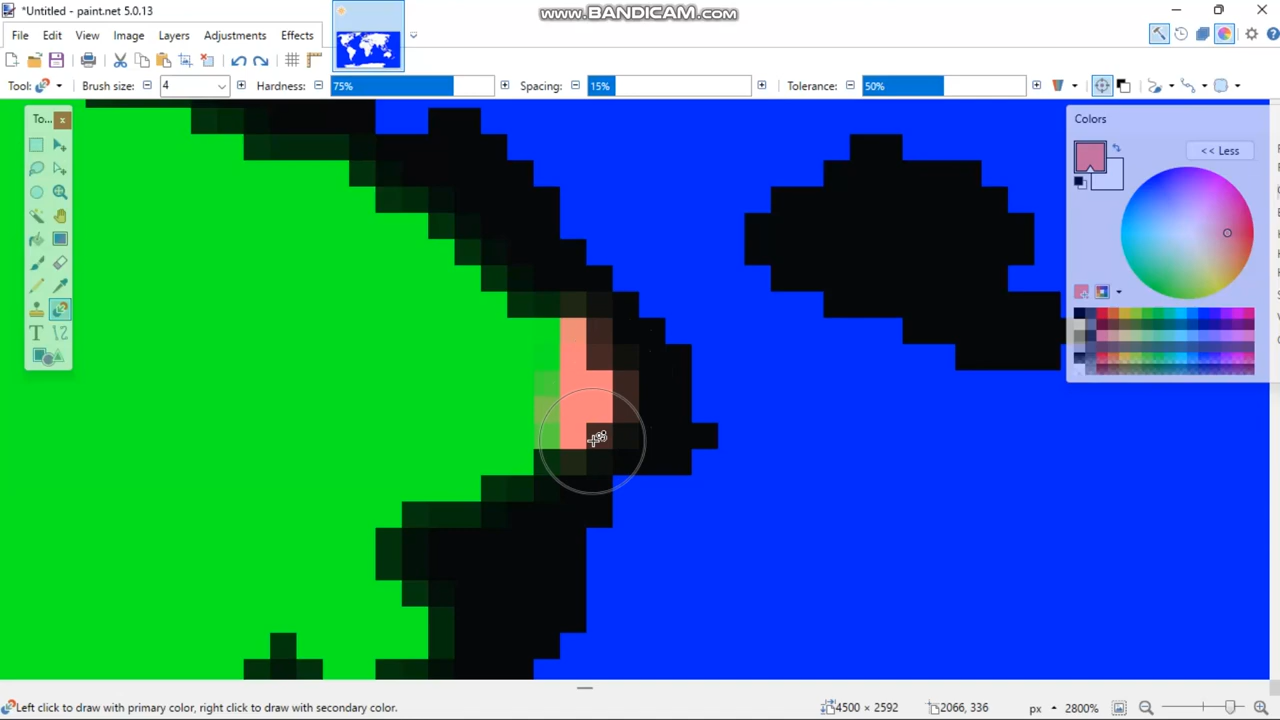 *Untitled - paint.net 5.0.13
www.BANDICAM.com
File Edit View Image Layers Adjustments Effects
Tool: Brush size: 4 Hardness: 75% Spacing: 15% Tolerance: 50%
To... x
Colors
<< Less
T
Left click to draw with primary color, right click to draw with secondary color.
4500 × 2592
2066, 336
px
2800%